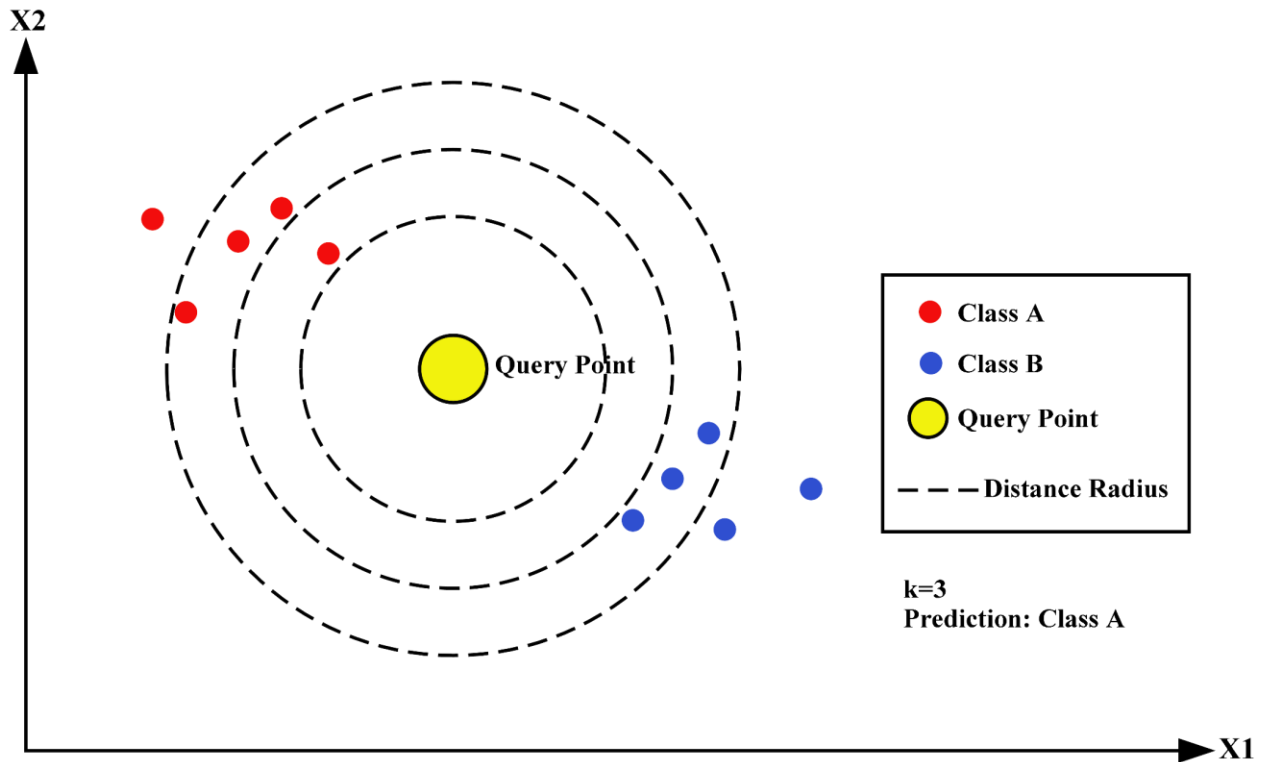 X2
Query Point
Class A
Class B
Query Point
Distance Radius
k=3
Prediction: Class A
X1